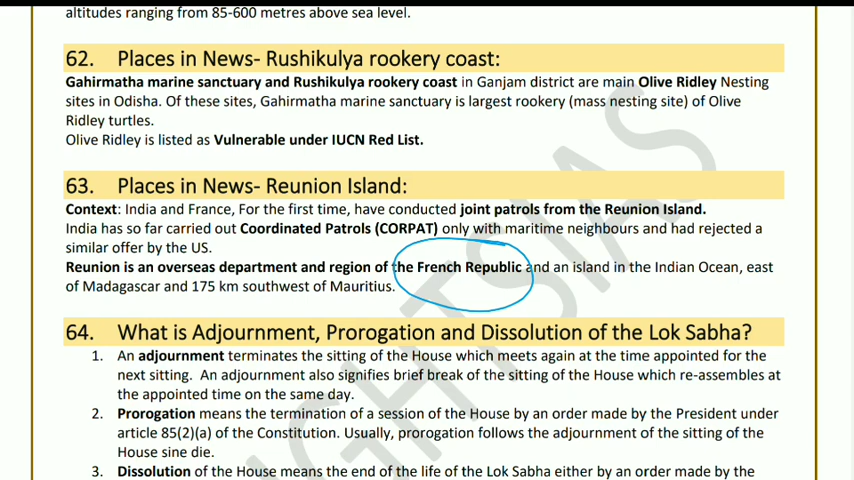 altitudes ranging from 85-600 metres above sea level.
62. Places in News- Rushikulya rookery coast:
Gahirmatha marine sanctuary and Rushikulya rookery coast in Ganjam district are main Olive Ridley Nesting
sites in Odisha. Of these sites, Gahirmatha marine sanctuary is largest rookery (mass nesting site) of Olive
Ridley turtles.
Olive Ridley is listed as Vulnerable under IUCN Red List.
63. Places in News- Reunion Island:
Context: India and France, For the first time, have conducted joint patrols from the Reunion Island.
India has so far carried out Coordinated Patrols (CORPAT) only with maritime neighbours and had rejected a
similar offer by the US.
Reunion is an overseas department and region of the French Republic and an island in the Indian Ocean, east
of Madagascar and 175 km southwest of Mauritius.
64. What is Adjournment, Prorogation and Dissolution of the Lok Sabha?
1. An adjournment terminates the sitting of the House which meets again at the time appointed for the
next sitting. An adjournment also signifies brief break of the sitting of the House which re-assembles at
the appointed time on the same day.
2. Prorogation means the termination of a session of the House by an order made by the President under
article 85(2)(a) of the Constitution. Usually, prorogation follows the adjournment of the sitting of the
House sine die.
3. Dissolution of the House means the end of the life of the Lok Sabha either by an order made by the